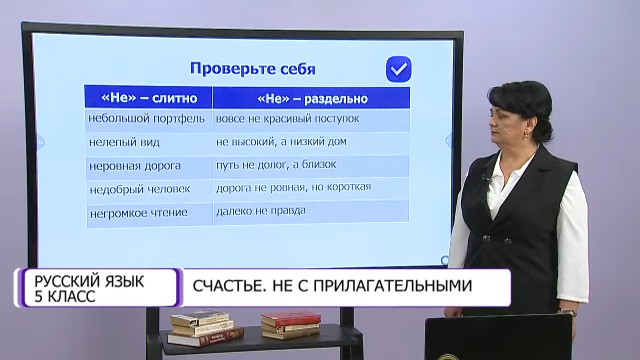 Проверьте себя
«Не» – слитно «Не» – раздельно
небольшой портфель вовсе не красивый поступок
нелепый вид не высокий, а низкий дом
неровная дорога путь не долог, а близок
недобрый человек дорога не ровная, но короткая
негромкое чтение далеко не правда
РУССКИЙ ЯЗЫК
5 КЛАСС
СЧАСТЬЕ. НЕ С ПРИЛАГАТЕЛЬНЫМИ